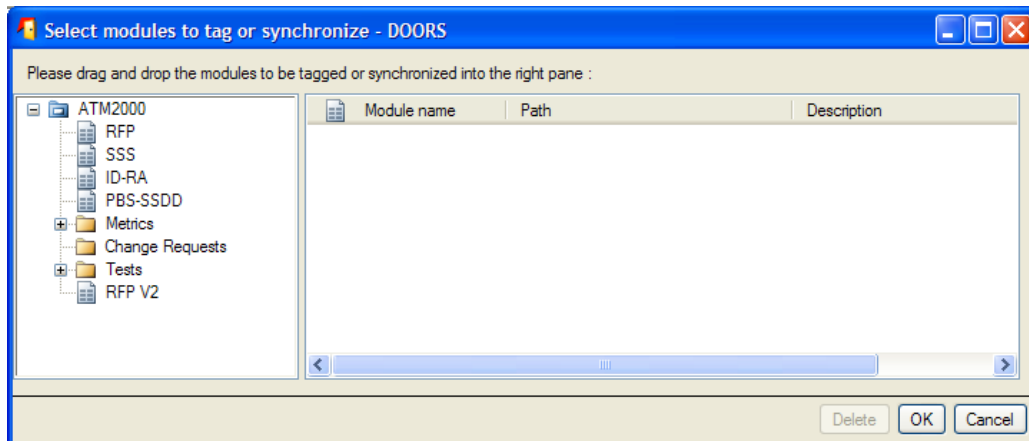 Select modules to tag or synchronize - DOORS
Please drag and drop the modules to be tagged or synchronized into the right pane :
ATM2000
RFP
SSS
ID-RA
PBS-SSDD
Metrics
Change Requests
Tests
RFP V2
Module name Path Description
Delete OK Cancel